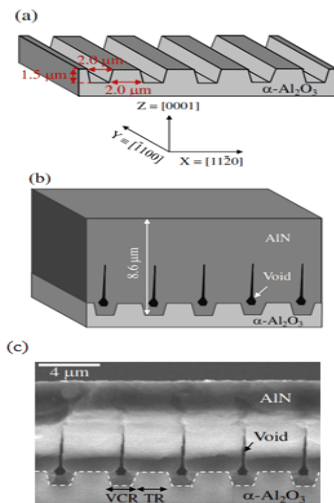 (a)
2.0 μm
1.5 μm
2.0 μm
α-Al₂O₃
Z = [0001]
Y = [1̄100]
X = [112̄0]
(b)
8.6 μm
AlN
Void
α-Al₂O₃
(c)
4 μm
AlN
Void
VCR TR
α-Al₂O₃